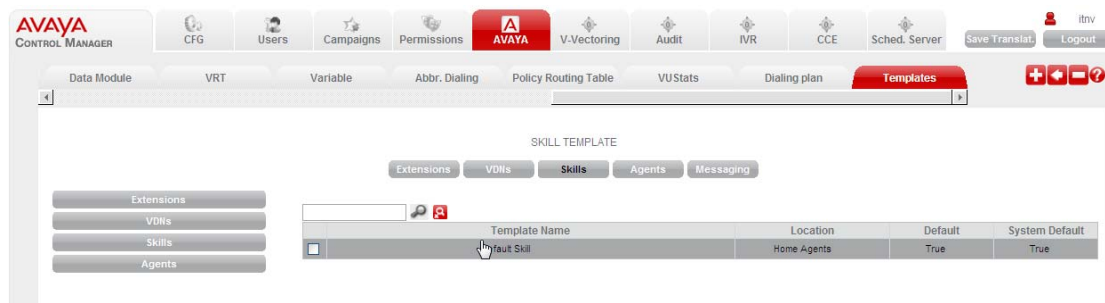 AVAYA
CONTROL MANAGER
CFG
Users
Campaigns
Permissions
A
AVAYA
V-Vectoring
Audit
IVR
CCE
Sched. Server
itnv
Save Translat.
Logout
Data Module
VRT
Variable
Abbr. Dialing
Policy Routing Table
VUStats
Dialing plan
Templates
SKILL TEMPLATE
Extensions
VDNs
Skills
Agents
Messaging
Extensions
VDNs
Skills
Agents
Template Name
Location
Default
System Default
fault Skill
Home Agents
True
True